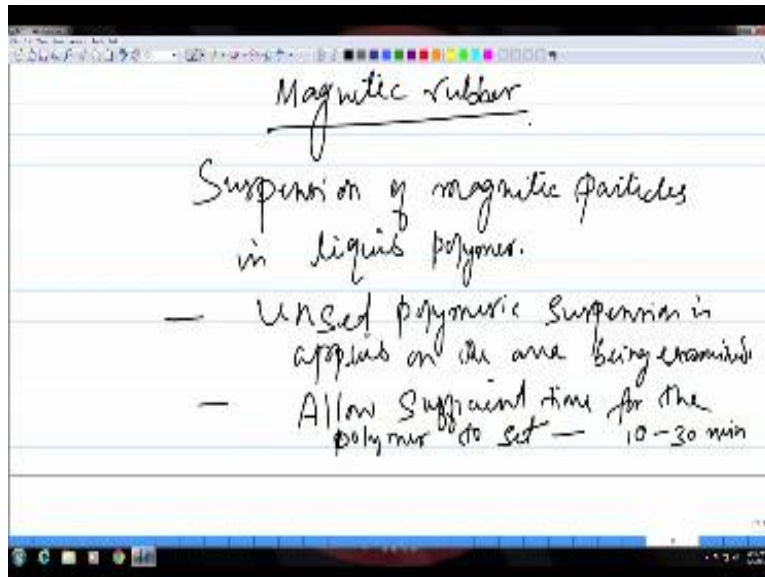 Magnetic rubber
Suspension of magnetic particles
in liquid polymer.
— Unsed polymeric suspension is
applied on the area being examined
— Allow sufficient time for the
polymer to set — 10-30 min